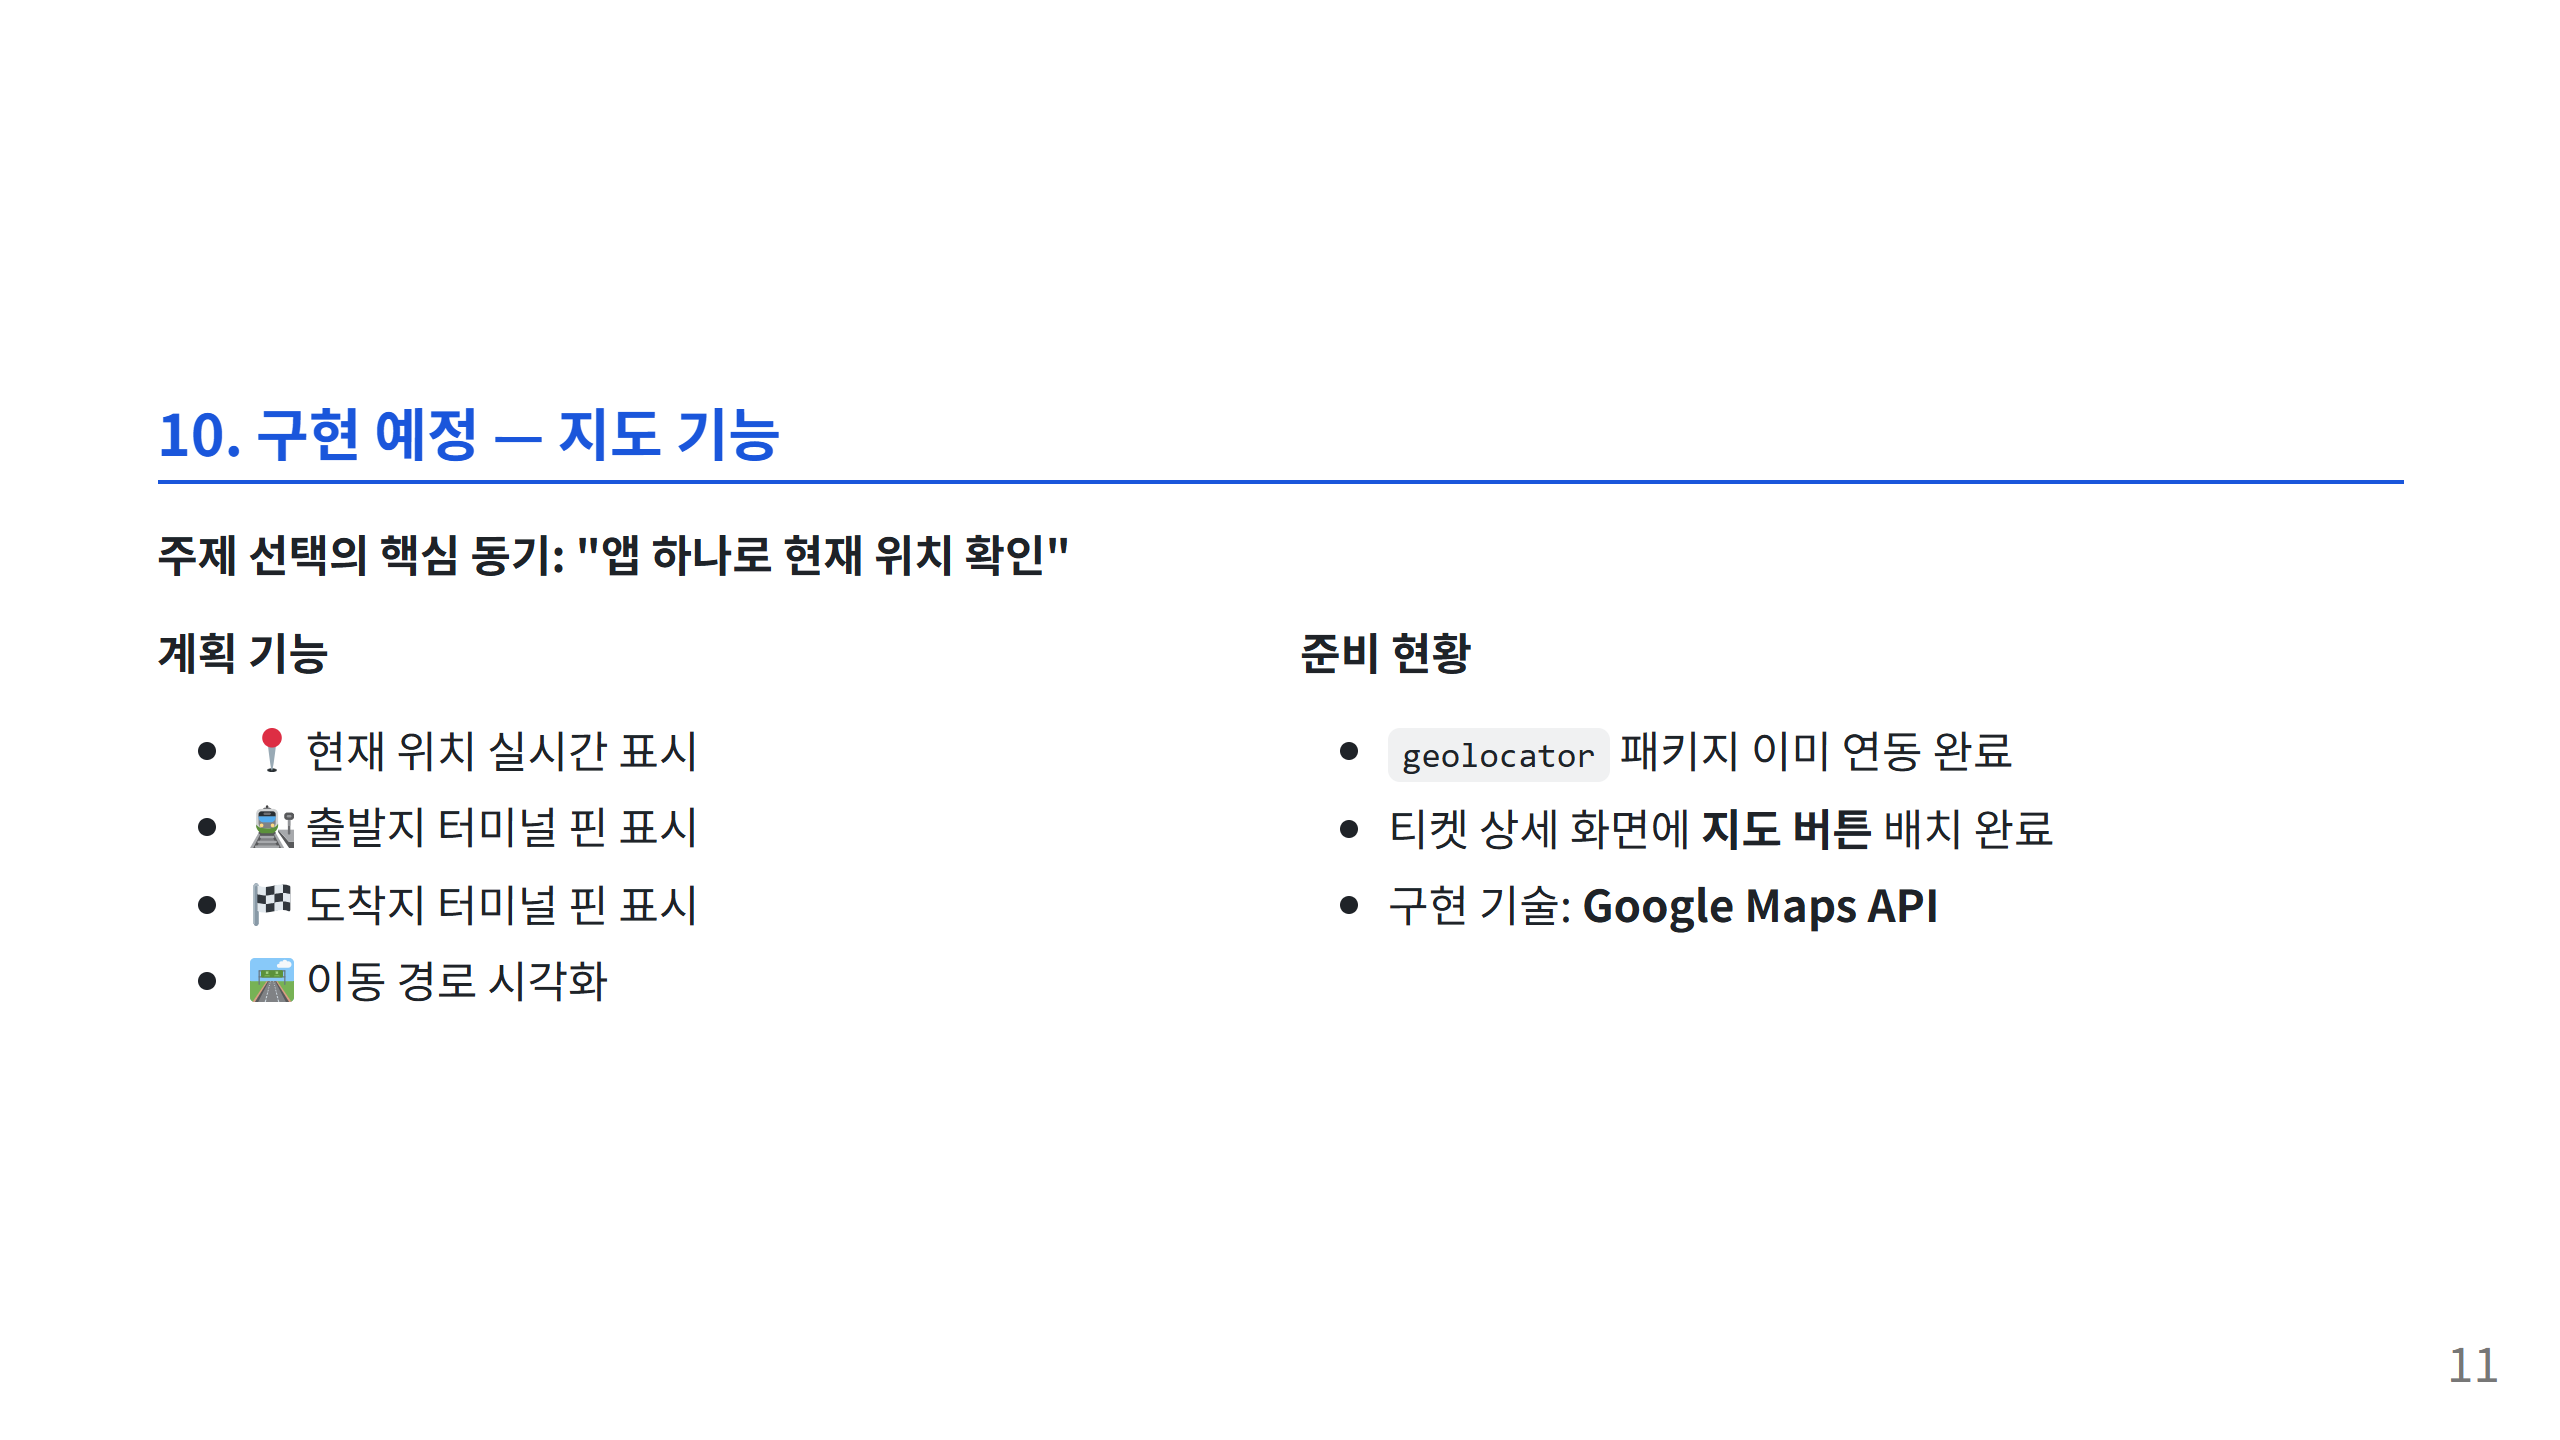 10. 구현 예정 — 지도 기능
주제 선택의 핵심 동기: "앱 하나로 현재 위치 확인"
계획 기능
• 📍 현재 위치 실시간 표시
• 🚉 출발지 터미널 핀 표시
• 🏁 도착지 터미널 핀 표시
• 🛣️ 이동 경로 시각화
준비 현황
• geolocator 패키지 이미 연동 완료
• 티켓 상세 화면에 지도 버튼 배치 완료
• 구현 기술: Google Maps API
11